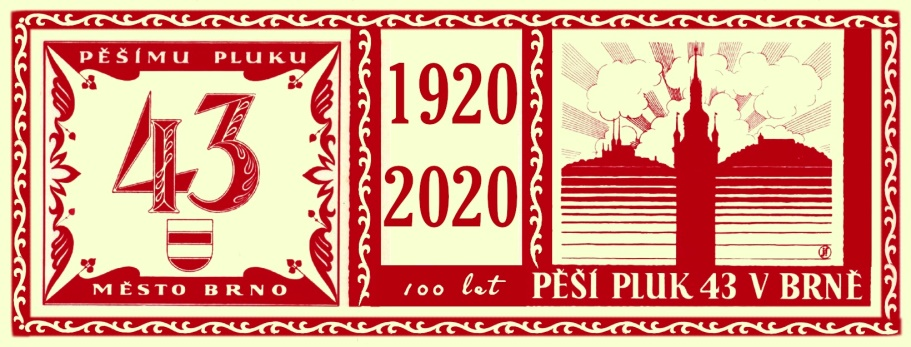 PĚŠÍMU PLUKU
43
MĚSTO BRNO
1920
2020
100 let
PĚŠÍ PLUK 43 V BRNĚ